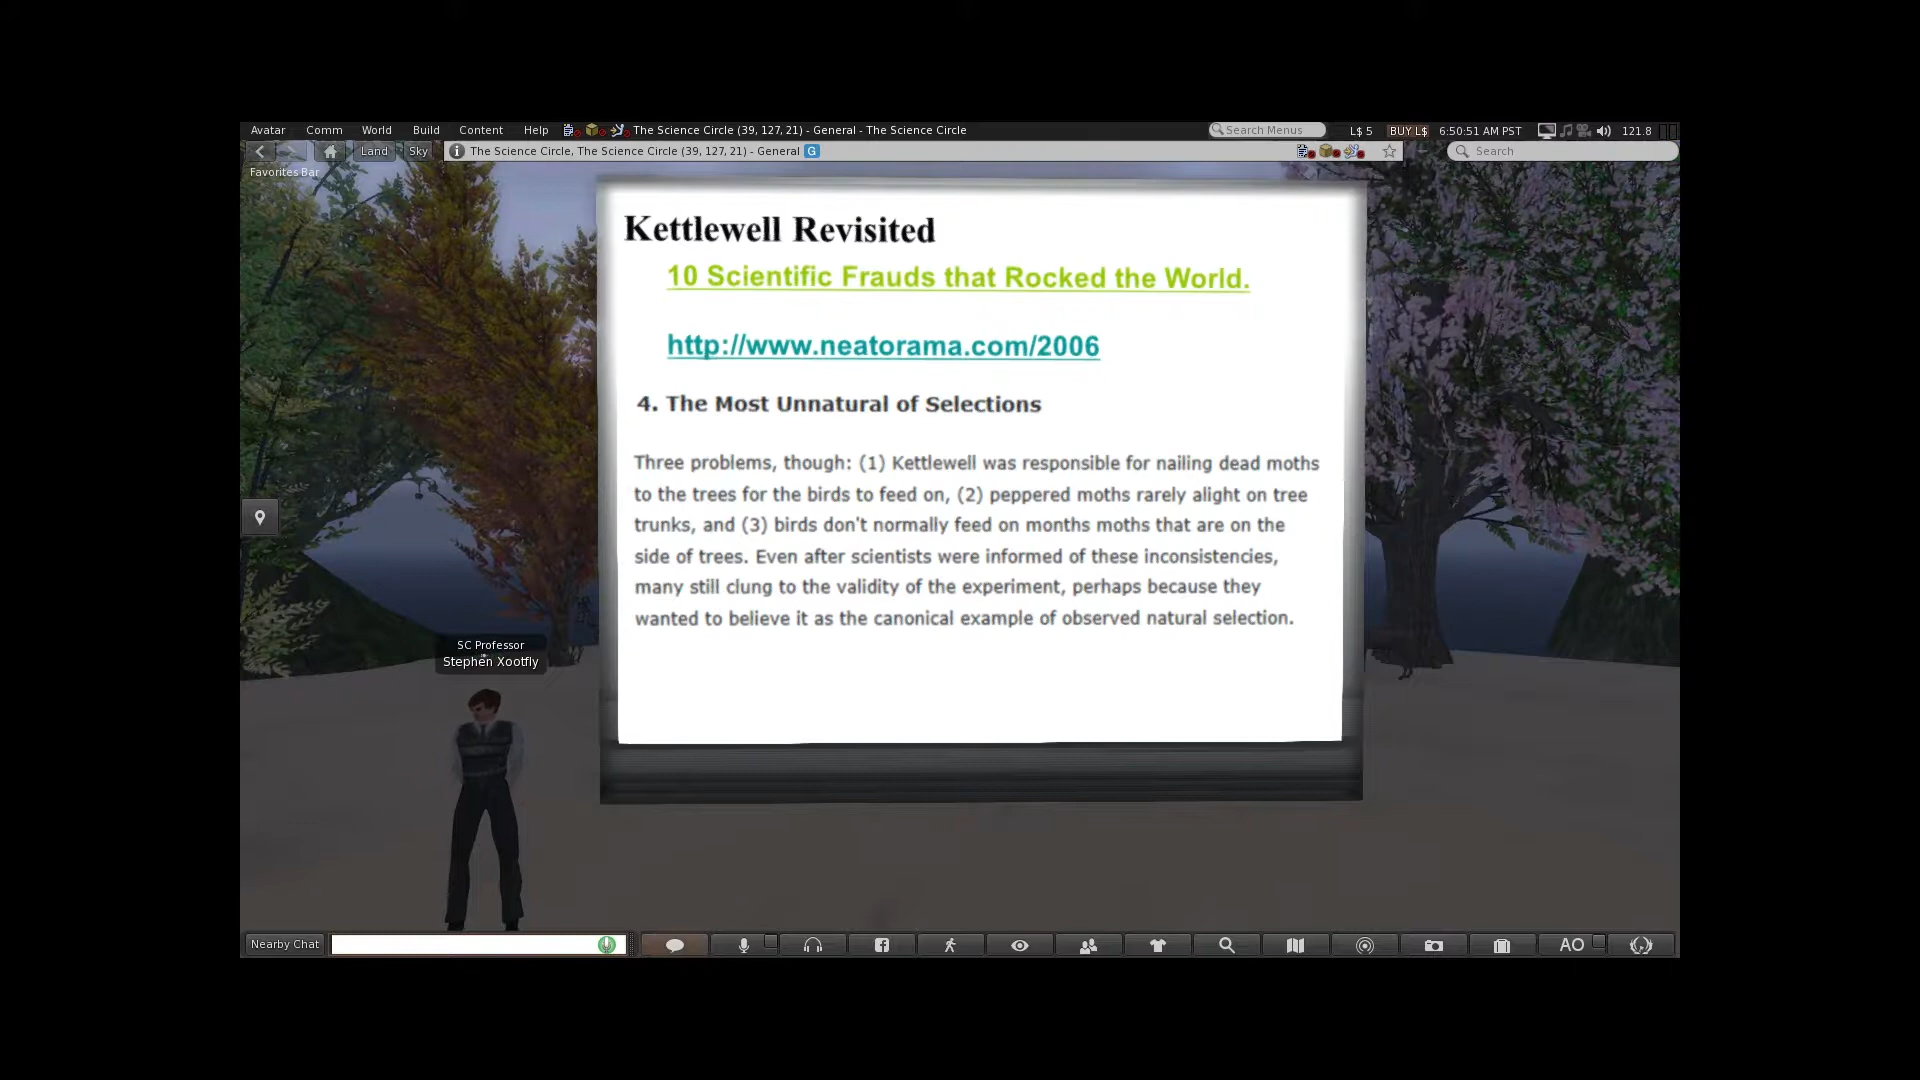 Avatar Comm World Build Content Help The Science Circle (39, 127, 21) - General - The Science Circle Search Menus L$ 5 BUY L$ 6:50:51 AM PST 121.8
Land Sky The Science Circle, The Science Circle (39, 127, 21) - General G Search
Favorites Bar
Kettlewell Revisited
10 Scientific Frauds that Rocked the World.
http://www.neatorama.com/2006
4. The Most Unnatural of Selections
Three problems, though: (1) Kettlewell was responsible for nailing dead moths
to the trees for the birds to feed on, (2) peppered moths rarely alight on tree
trunks, and (3) birds don't normally feed on months moths that are on the
side of trees. Even after scientists were informed of these inconsistencies,
many still clung to the validity of the experiment, perhaps because they
wanted to believe it as the canonical example of observed natural selection.
SC Professor
Stephen Xootfly
Nearby Chat AO